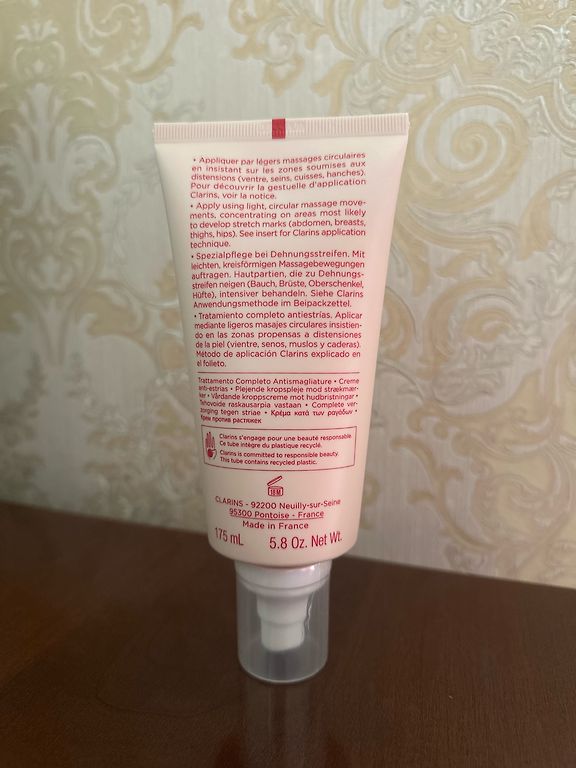 • Appliquer par légers massages circulaires
en insistant sur les zones soumises aux
distensions (ventre, seins, cuisses, hanches).
Pour découvrir la gestuelle d'application
Clarins, voir la notice.
• Apply using light, circular massage move-
ments, concentrating on areas most likely
to develop stretch marks (abdomen, breasts,
thighs, hips). See insert for Clarins application
technique.
• Spezialpflege bei Dehnungsstreifen. Mit
leichten, kreisförmigen Massagebewegungen
auftragen. Hautpartien, die zu Dehnungs-
streifen neigen (Bauch, Brüste, Oberschenkel,
Hüfte), intensiver behandeln. Siehe Clarins
Anwendungsmethode im Beipackzettel.
• Tratamiento completo antiestrías. Aplicar
mediante ligeros masajes circulares insistien-
do en las zonas propensas a distensiones
de la piel (vientre, senos, muslos y caderas).
Método de aplicación Clarins explicado en
el folleto.
Trattamento Completo Antismagliature • Creme
anti-estrias • Plejende kropspleje mod strækmær-
ker • Vårdande kroppscreme mot hudbristningar •
Tehovoide raskausarpia vastaan • Complete ver-
zorging tegen striae • Κρέμα κατά των ραγάδων •
Крем против растяжек
Clarins s'engage pour une beauté responsable.
Ce tube intègre du plastique recyclé.
Clarins is committed to responsible beauty.
This tube contains recycled plastic.
18M
CLARINS - 92200 Neuilly-sur-Seine
95300 Pontoise - France
Made in France
175 mL 5.8 Oz. Net Wt.